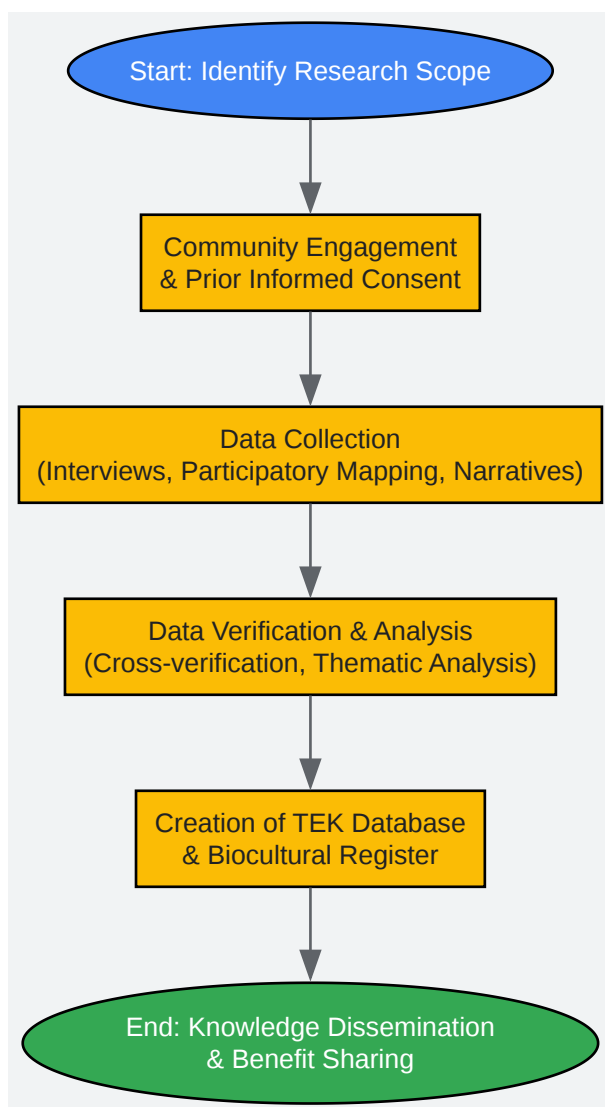 Start: Identify Research Scope
Community Engagement
& Prior Informed Consent
Data Collection
(Interviews, Participatory Mapping, Narratives)
Data Verification & Analysis
(Cross-verification, Thematic Analysis)
Creation of TEK Database
& Biocultural Register
End: Knowledge Dissemination
& Benefit Sharing